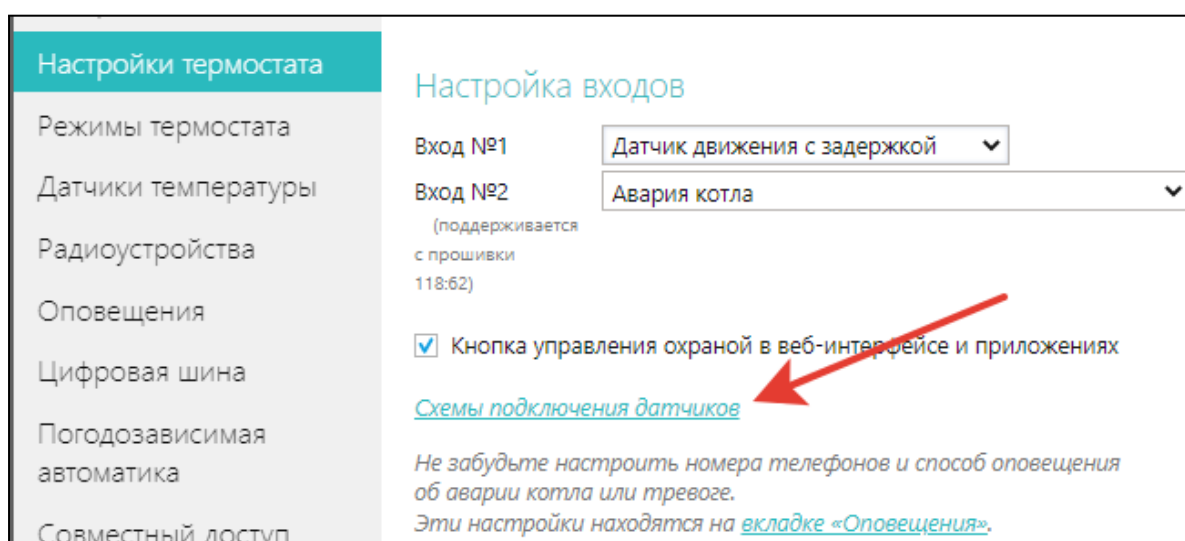 Настройки термостата
Режимы термостата
Датчики температуры
Радиоустройства
Оповещения
Цифровая шина
Погодозависимая
автоматика
Совместный доступ
Настройка входов
Вход №1 Датчик движения с задержкой
Вход №2 Авария котла
(поддерживается
с прошивки
118:62)
Кнопка управления охраной в веб-интерфейсе и приложениях
Схемы подключения датчиков
Не забудьте настроить номера телефонов и способ оповещения
об аварии котла или тревоге.
Эти настройки находятся на вкладке «Оповещения».